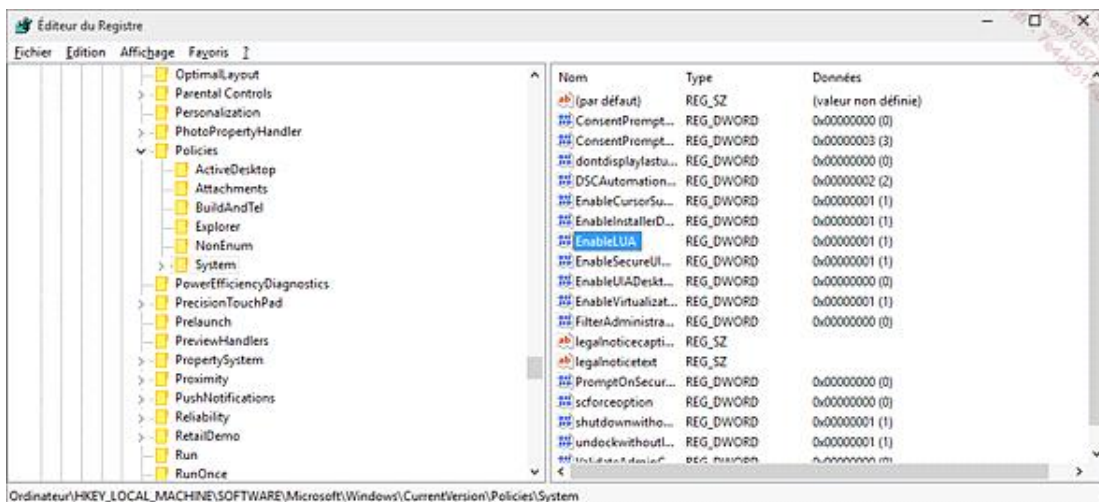 Éditeur du Registre
Fichier Edition Affichage Favoris ?
OptimalLayout
Parental Controls
Personalization
PhotoPropertyHandler
Policies
ActiveDesktop
Attachments
BuildAndTel
Explorer
NonEnum
System
PowerEfficiencyDiagnostics
PrecisionTouchPad
Prelaunch
PreviewHandlers
PropertySystem
Proximity
PushNotifications
Reliability
RetailDemo
Run
RunOnce
Nom Type Données
(par défaut) REG_SZ (valeur non définie)
ConsentPrompt... REG_DWORD 0x00000000 (0)
ConsentPrompt... REG_DWORD 0x00000003 (3)
dontdisplaylastu... REG_DWORD 0x00000000 (0)
DSCAutomation... REG_DWORD 0x00000002 (2)
EnableCursorSu... REG_DWORD 0x00000001 (1)
EnableInstallerD... REG_DWORD 0x00000001 (1)
EnableLUA REG_DWORD 0x00000001 (1)
EnableSecureUI... REG_DWORD 0x00000001 (1)
EnableUIADeskt... REG_DWORD 0x00000000 (0)
EnableVirtualizat... REG_DWORD 0x00000001 (1)
FilterAdministra... REG_DWORD 0x00000000 (0)
legalnoticecapti... REG_SZ
legalnoticetext REG_SZ
PromptOnSecur... REG_DWORD 0x00000000 (0)
scforceoption REG_DWORD 0x00000000 (0)
shutdownwitho... REG_DWORD 0x00000001 (1)
undockwithoutl... REG_DWORD 0x00000001 (1)
ValidateAdminC... REG_DWORD 0x00000000 (0)
Ordinateur\HKEY_LOCAL_MACHINE\SOFTWARE\Microsoft\Windows\CurrentVersion\Policies\System